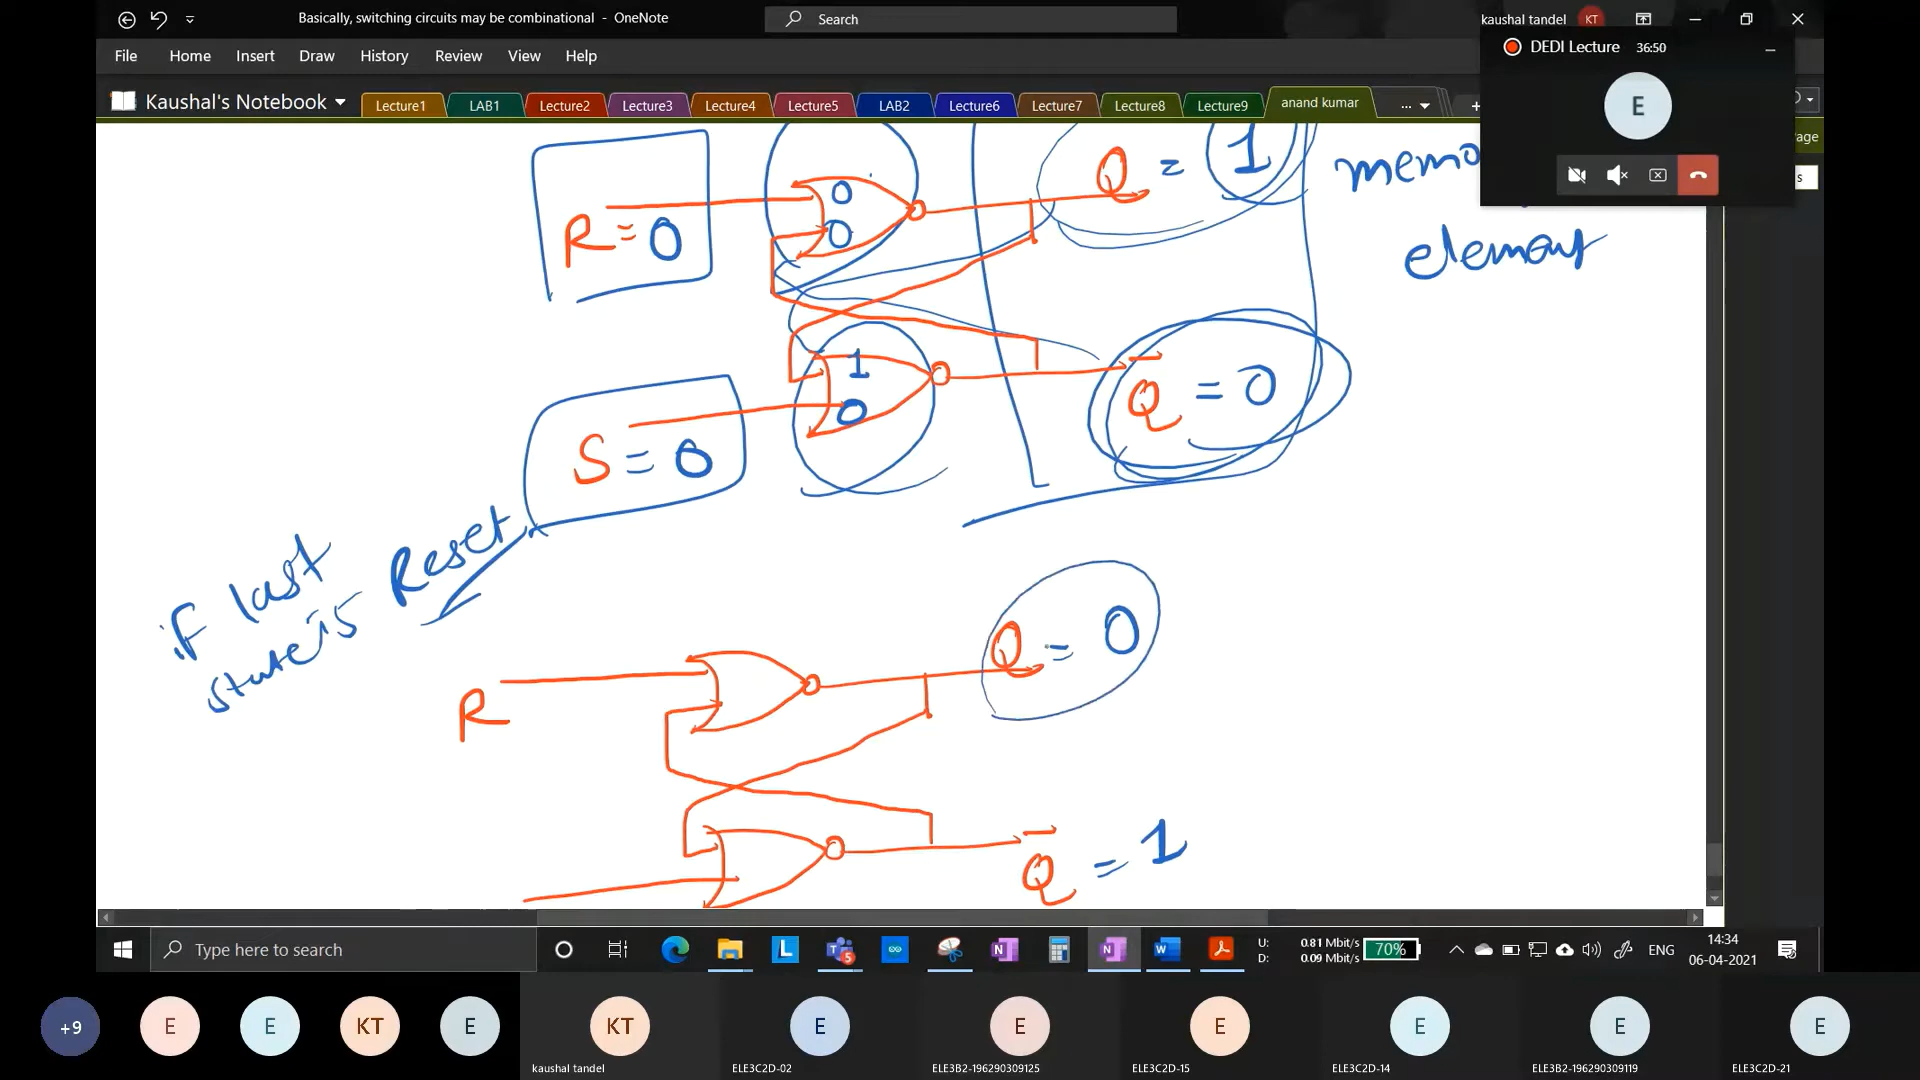 Basically, switching circuits may be combinational - OneNote
Search
kaushal tandel KT
DEDI Lecture 36:50
E
File Home Insert Draw History Review View Help
Kaushal's Notebook
Lecture1 LAB1 Lecture2 Lecture3 Lecture4 Lecture5 LAB2 Lecture6 Lecture7 Lecture8 Lecture9 anand kumar ...
R = 0
0
0
Q = 1
memo
element
1
0
Q̅ = 0
S = 0
if last
state is Reset
R
Q = 0
Q̅ = 1
Type here to search
U: 0.81 Mbit/s
D: 0.09 Mbit/s
70%
ENG
14:34
06-04-2021
+9 E E KT E KT E E E E E E
kaushal tandel ELE3C2D-02 ELE3B2-196290309125 ELE3C2D-15 ELE3C2D-14 ELE3B2-196290309119 ELE3C2D-21